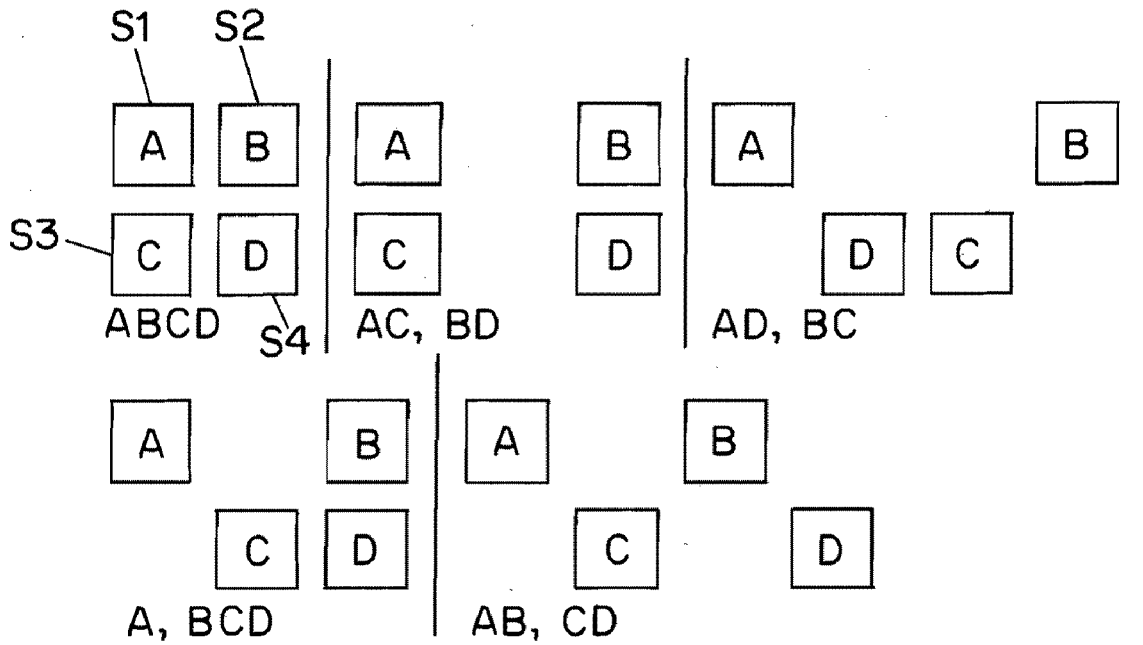 S1 S2
A B A B A B
S3 C D C D D C
ABCD S4 AC, BD AD, BC
A B A B
C D C D
A, BCD AB, CD